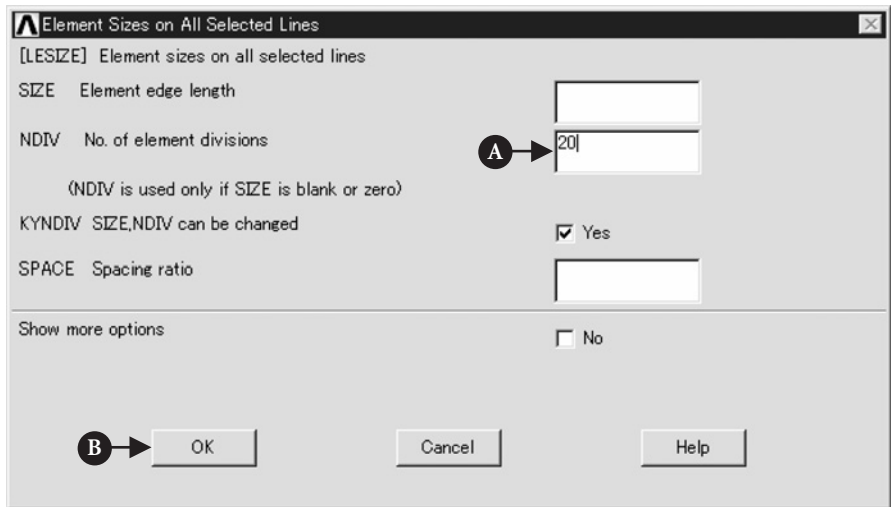 Element Sizes on All Selected Lines
[LESIZE] Element sizes on all selected lines
SIZE Element edge length
NDIV No. of element divisions
A
20
(NDIV is used only if SIZE is blank or zero)
KYNDIV SIZE,NDIV can be changed
Yes
SPACE Spacing ratio
Show more options
No
B
OK Cancel Help